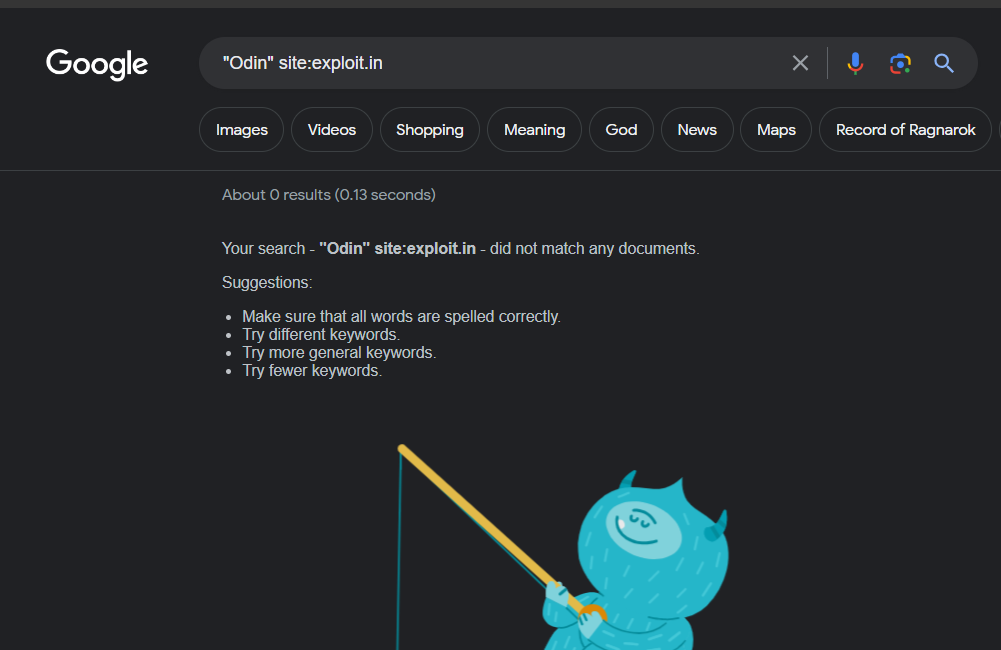 Google
"Odin" site:exploit.in
Images Videos Shopping Meaning God News Maps Record of Ragnarok
About 0 results (0.13 seconds)
Your search - "Odin" site:exploit.in - did not match any documents.
Suggestions:
Make sure that all words are spelled correctly.
Try different keywords.
Try more general keywords.
Try fewer keywords.